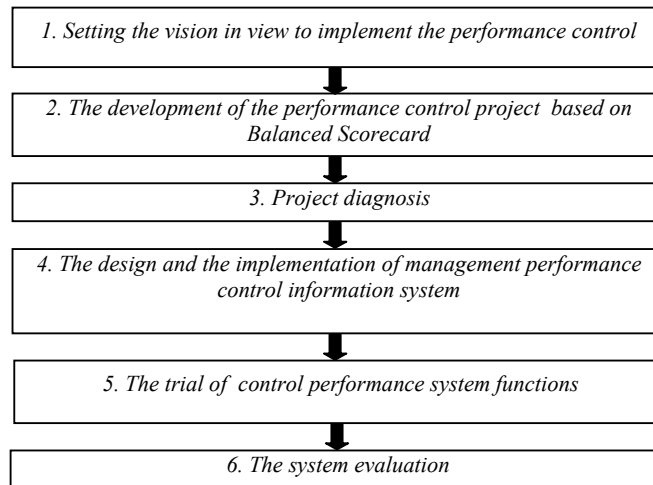 1. Setting the vision in view to implement the performance control
2. The development of the performance control project based on
Balanced Scorecard
3. Project diagnosis
4. The design and the implementation of management performance
control information system
5. The trial of control performance system functions
6. The system evaluation